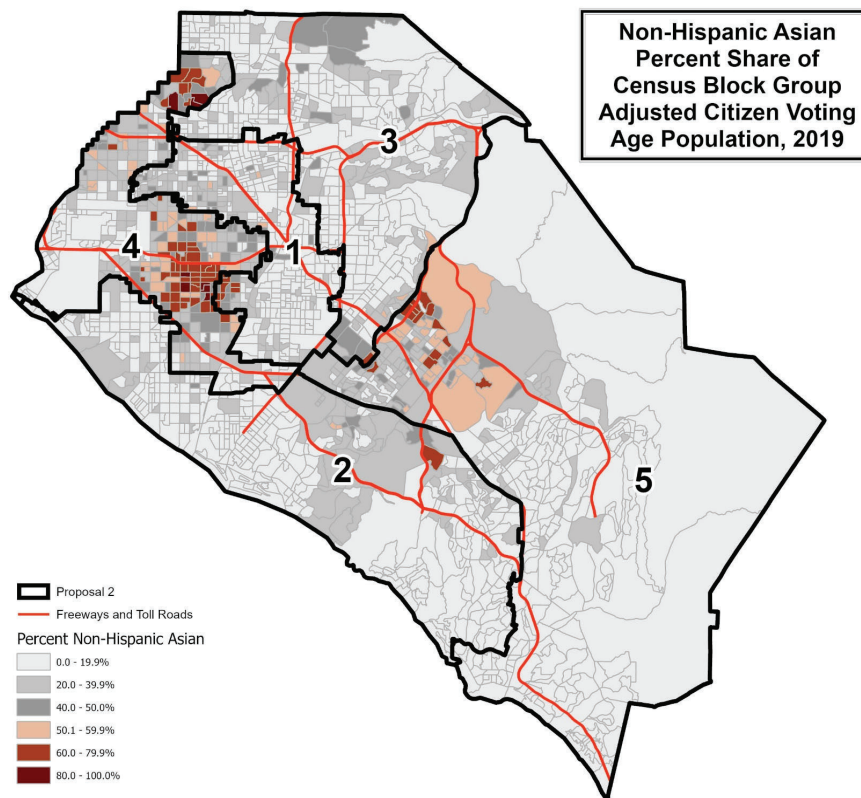 Non-Hispanic Asian
Percent Share of
Census Block Group
Adjusted Citizen Voting
Age Population, 2019
3
4
1
2
5
Proposal 2
Freeways and Toll Roads
Percent Non-Hispanic Asian
0.0 - 19.9%
20.0 - 39.9%
40.0 - 50.0%
50.1 - 59.9%
60.0 - 79.9%
80.0 - 100.0%